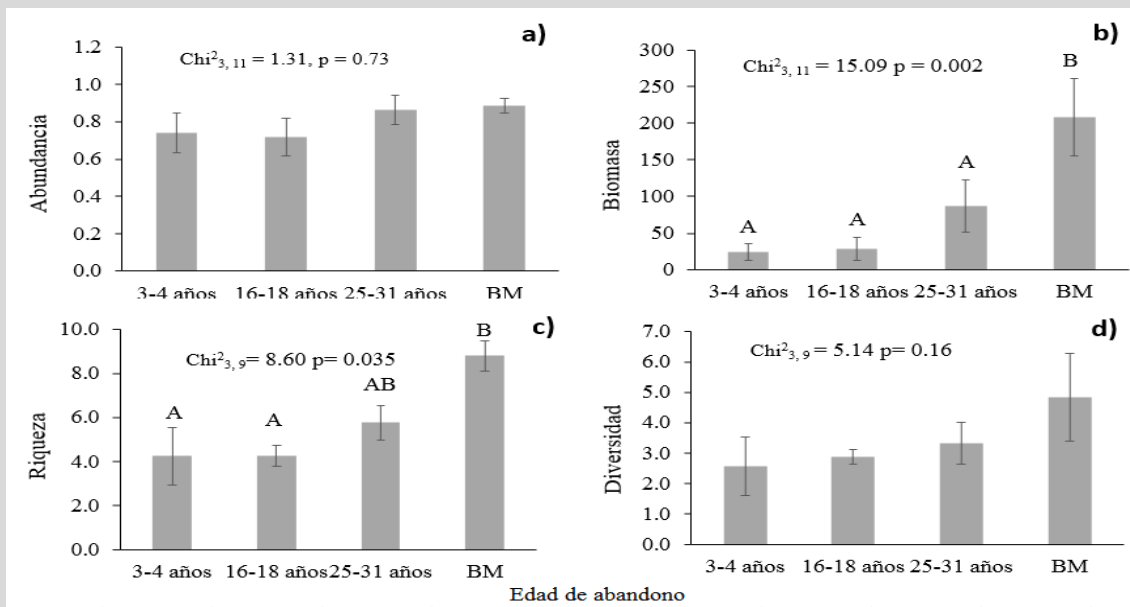 a)
Chi²3, 11 = 1.31, p = 0.73
1.2
1.0
0.8
0.6
0.4
0.2
0.0
Abundancia
3-4 años 16-18 años 25-31 años BM
b)
Chi²3, 11 = 15.09 p = 0.002
300
250
200
150
100
50
0
Biomasa
A A A B
3-4 años 16-18 años 25-31 años BM
c)
Chi²3, 9= 8.60 p= 0.035
10.0
8.0
6.0
4.0
2.0
0.0
Riqueza
A A AB B
3-4 años 16-18 años 25-31 años BM
d)
Chi²3, 9 = 5.14 p= 0.16
7.0
6.0
5.0
4.0
3.0
2.0
1.0
0.0
Diversidad
3-4 años 16-18 años 25-31 años BM
Edad de abandono